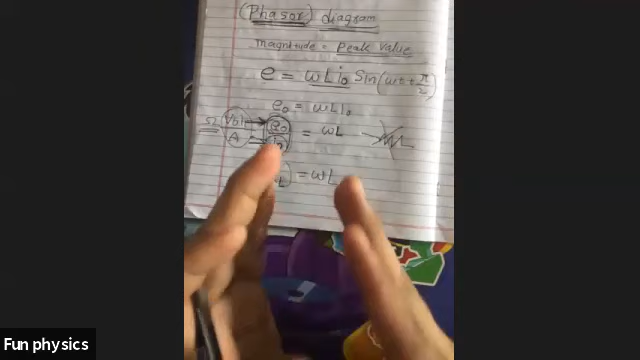 (Phasor) diagram
magnitude = Peak Value
e = ωLi₀ Sin(ωt + π/2)
e₀ = ωLi₀
Ω Volt → e₀
A = i₀ = ωL
L = ωL
Fun physics